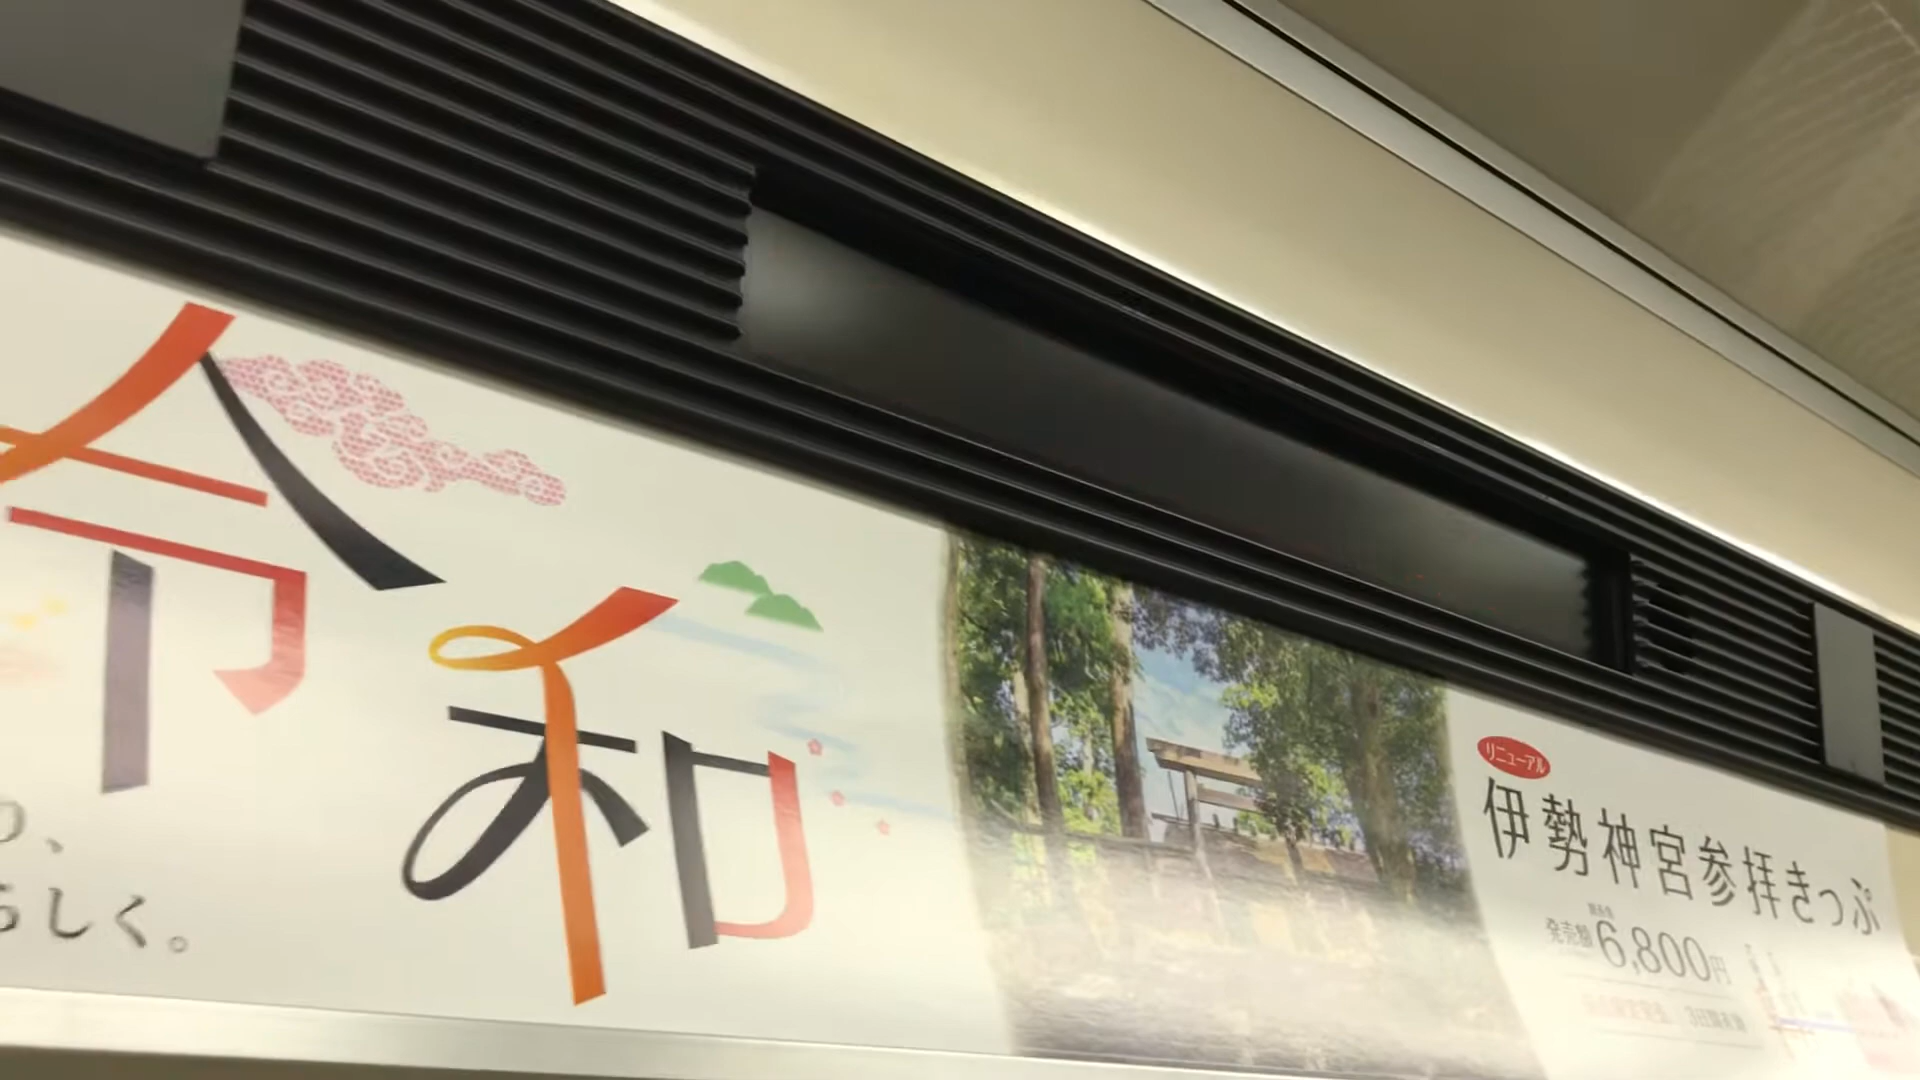 令和
らしく。
リニューアル
伊勢神宮参拝きっぷ
発売額6,800円